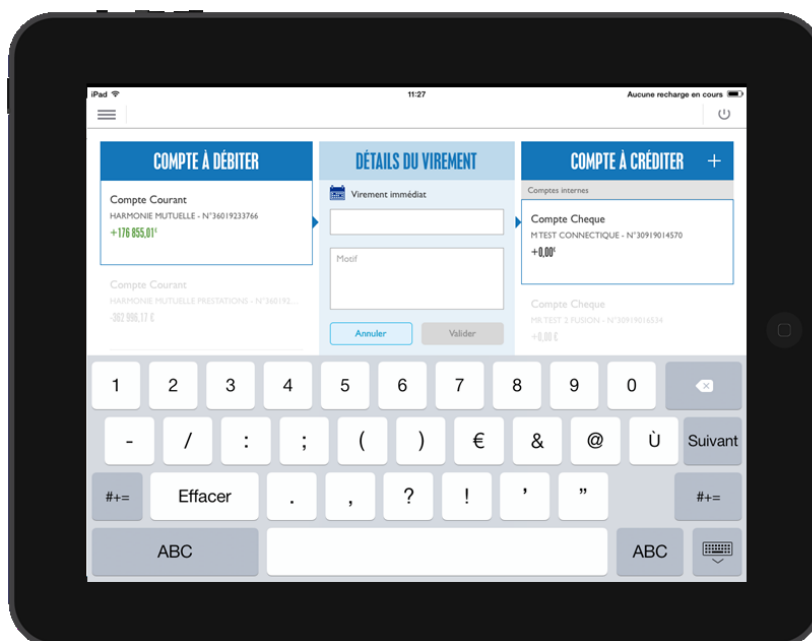 iPad 11:27 Aucune recharge en cours
COMPTE À DÉBITER DÉTAILS DU VIREMENT COMPTE À CRÉDITER +
Compte Courant
HARMONIE MUTUELLE - N°36019233766
+176 855,01€
Compte Courant
HARMONIE MUTUELLE PRESTATIONS - N°360192...
-362 996,17 €
Virement immédiat
Motif
Annuler Valider
Comptes internes
Compte Cheque
M TEST CONNECTIQUE - N°30919014570
+0,00€
Compte Cheque
MR TEST 2 FUSION - N°30919016534
+0,00 €
1 2 3 4 5 6 7 8 9 0
- / : ; ( ) € & @ Ù Suivant
#+= Effacer . , ? ! ' " #+=
ABC ABC